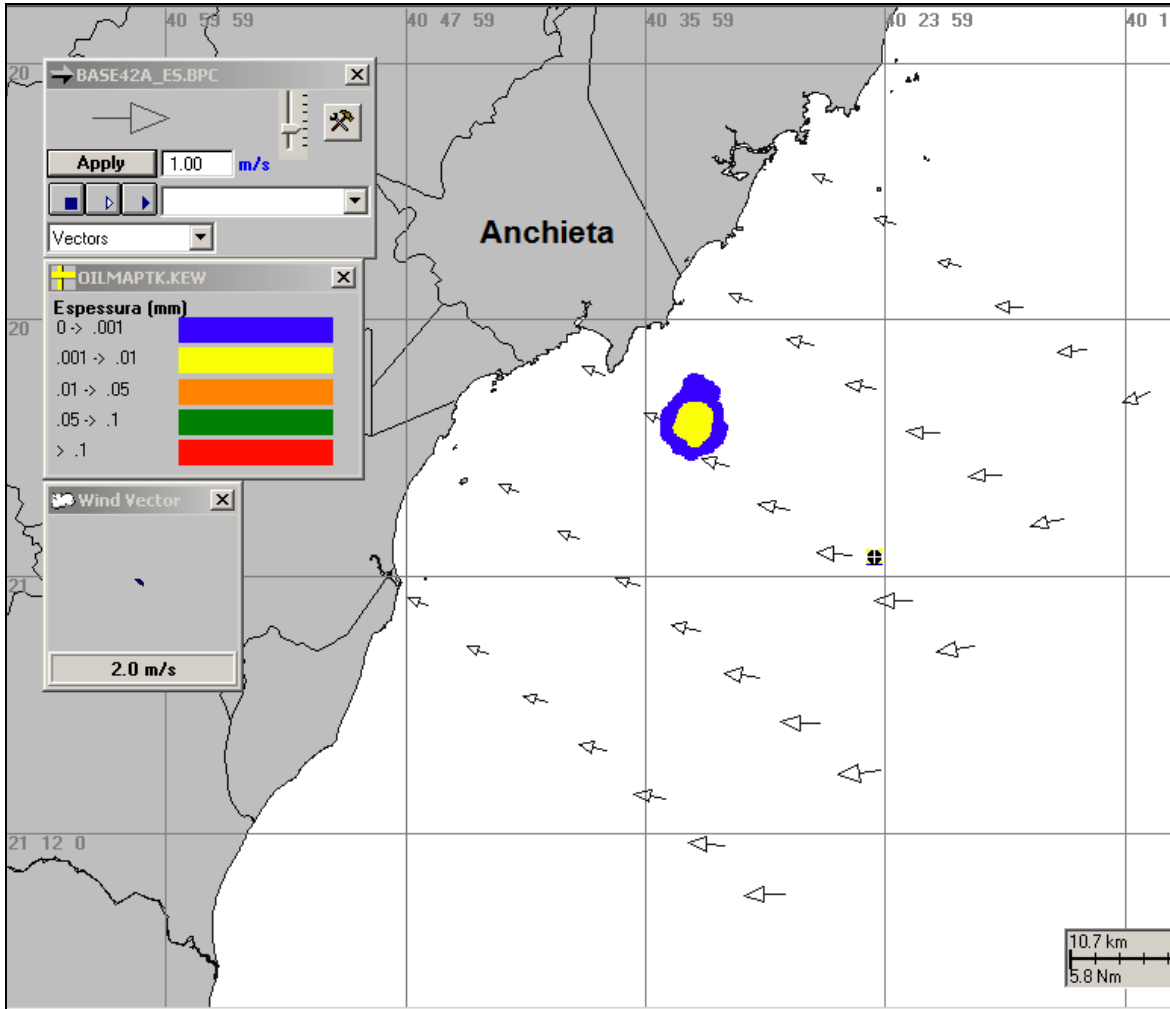 40 59 59
40 47 59
40 35 59
40 23 59
40 1
20
BASE42A_ES.BPC
Apply
1.00
m/s
Vectors
Anchieta
OILMAPTK.KEW
Espessura (mm)
0 -> .001
.001 -> .01
.01 -> .05
.05 -> .1
> .1
20
Wind Vector
2.0 m/s
21
21 12 0
10.7 km
5.8 Nm